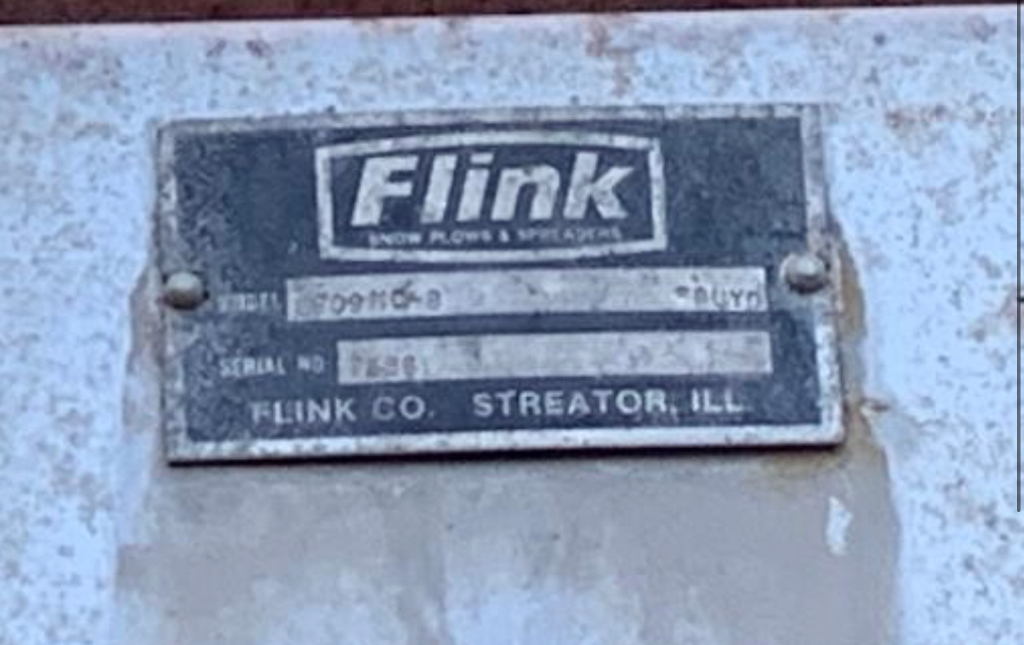 Flink
SNOW PLOWS & SPREADERS
MODEL
SERIAL NO
FLINK CO. STREATOR, ILL.